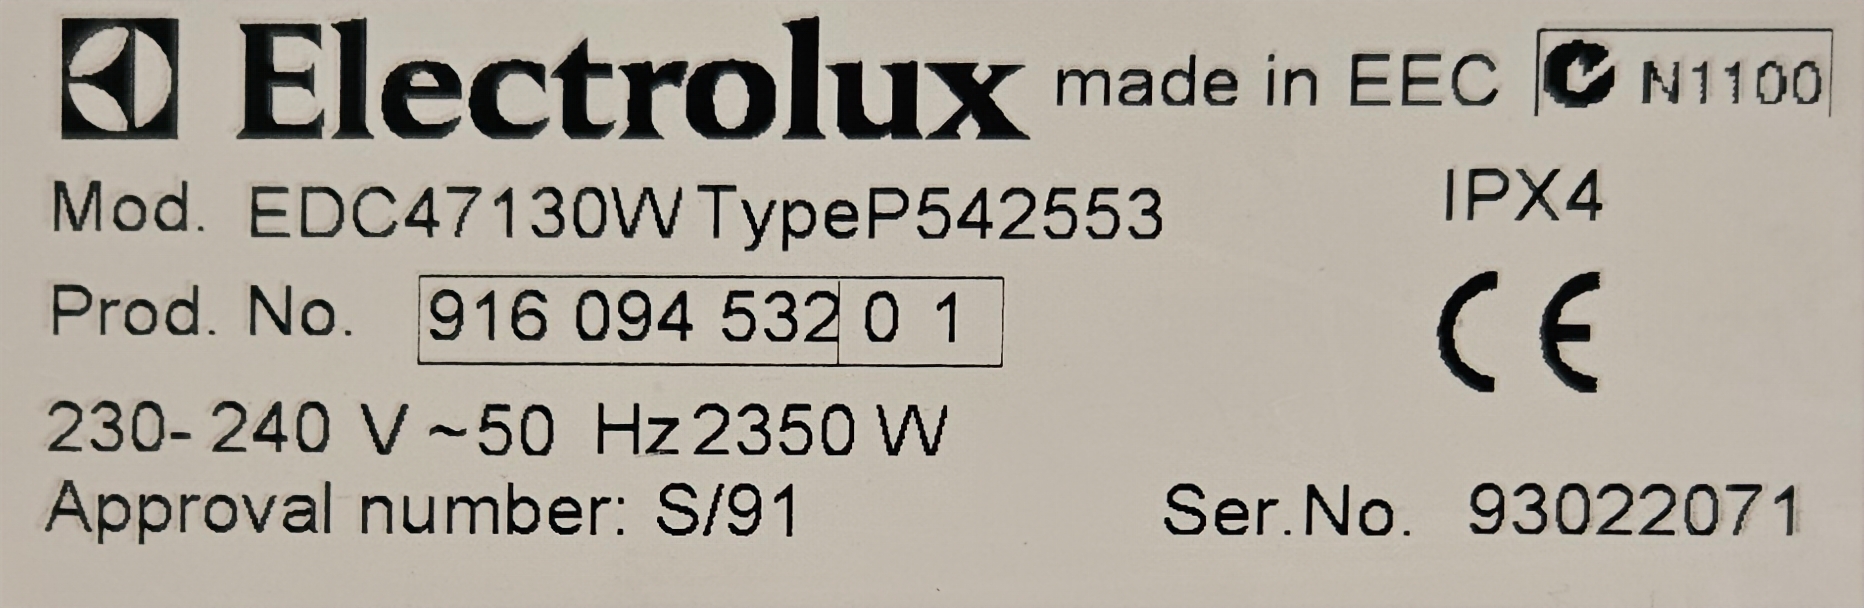 Electrolux made in EEC N1100
Mod. EDC47130W TypeP542553 IPX4
Prod. No. 916 094 532 0 1 CE
230-240 V ~50 Hz 2350 W
Approval number: S/91 Ser.No. 93022071